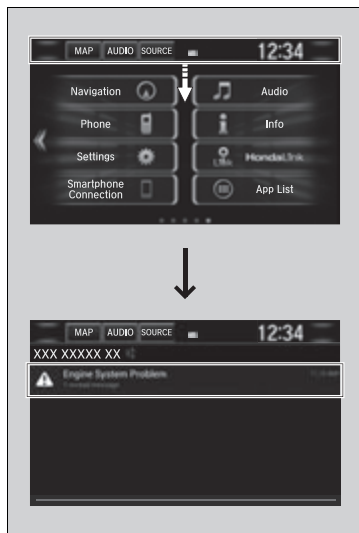 MAP AUDIO SOURCE 12:34
Navigation Audio
Phone Info
Settings HondaLink
Smartphone
Connection App List
MAP AUDIO SOURCE 12:34
XXX XXXXX XX
Engine System Problem